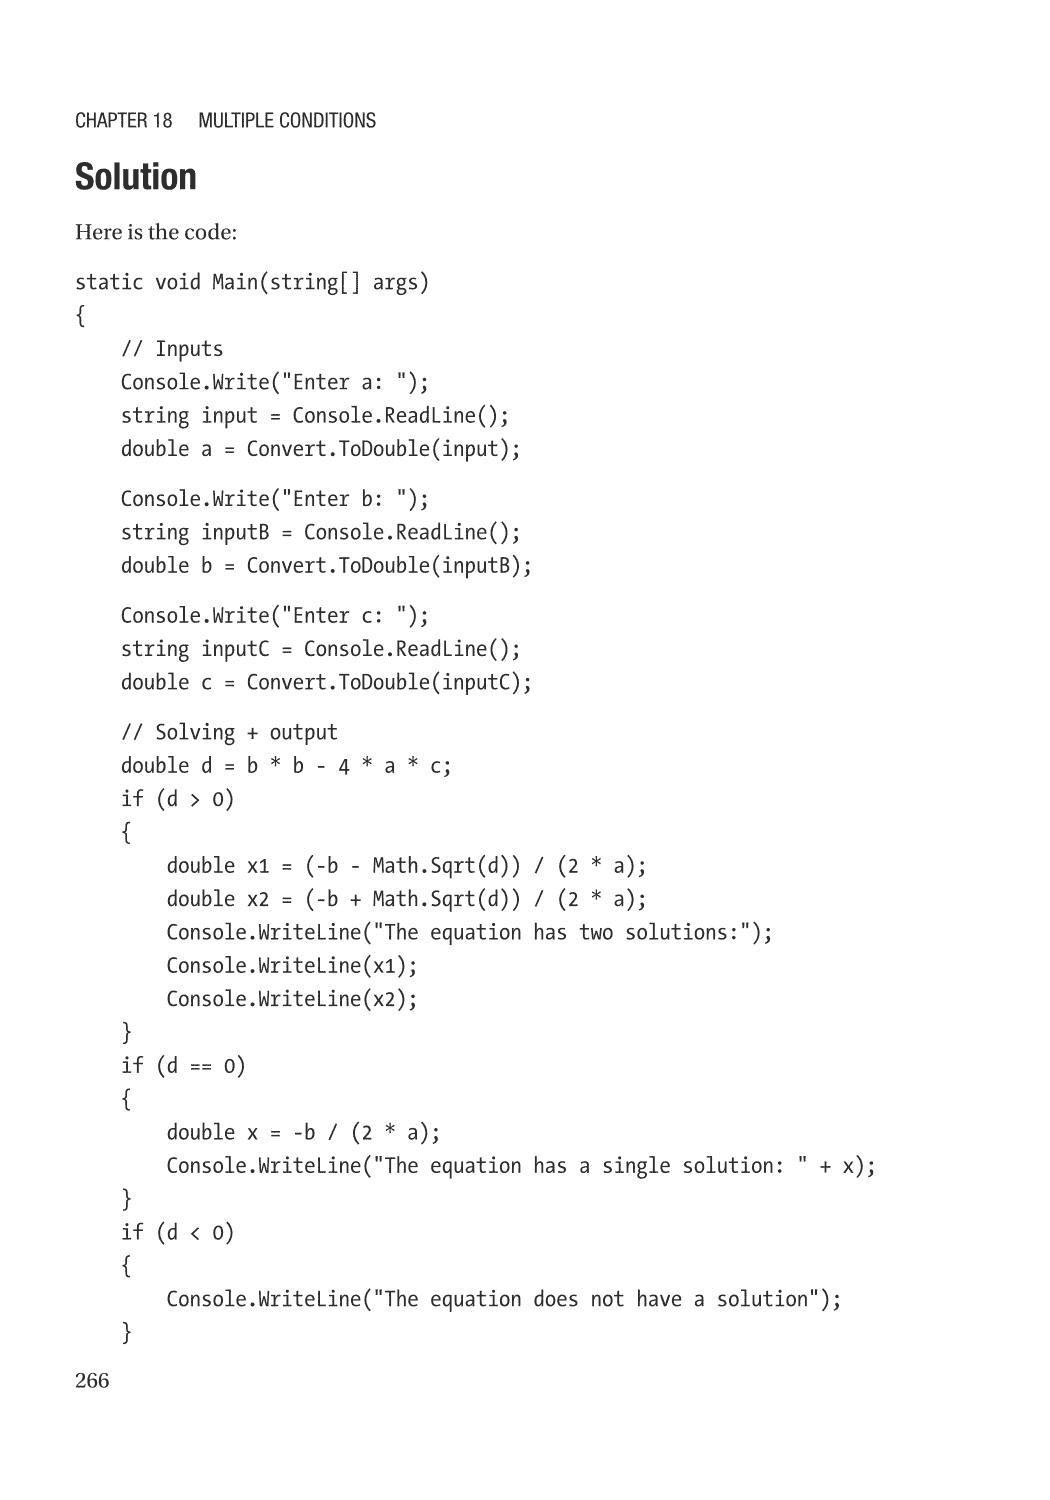 CHAPTER 18 MULTIPLE CONDITIONS
Solution
Here is the code:
static void Main(string[] args)
{
    // Inputs
    Console.Write("Enter a: ");
    string input = Console.ReadLine();
    double a = Convert.ToDouble(input);
    Console.Write("Enter b: ");
    string inputB = Console.ReadLine();
    double b = Convert.ToDouble(inputB);
    Console.Write("Enter c: ");
    string inputC = Console.ReadLine();
    double c = Convert.ToDouble(inputC);
    // Solving + output
    double d = b * b - 4 * a * c;
    if (d > 0)
    {
        double x1 = (-b - Math.Sqrt(d)) / (2 * a);
        double x2 = (-b + Math.Sqrt(d)) / (2 * a);
        Console.WriteLine("The equation has two solutions:");
        Console.WriteLine(x1);
        Console.WriteLine(x2);
    }
    if (d == 0)
    {
        double x = -b / (2 * a);
        Console.WriteLine("The equation has a single solution: " + x);
    }
    if (d < 0)
    {
        Console.WriteLine("The equation does not have a solution");
    }
266